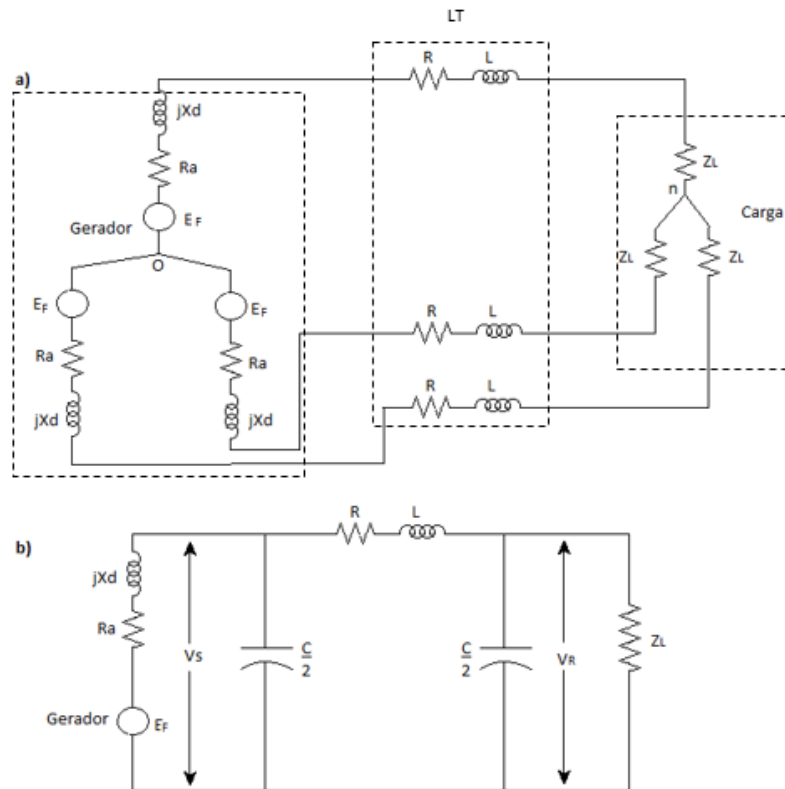 LT
a)
R L
jXd
Ra
ZL
n
Gerador
EF
Carga
O
ZL
ZL
EF
EF
Ra
Ra
R L
R L
jXd
jXd
b)
R L
jXd
Ra
VS
C
2
C
2
VR
ZL
Gerador
EF